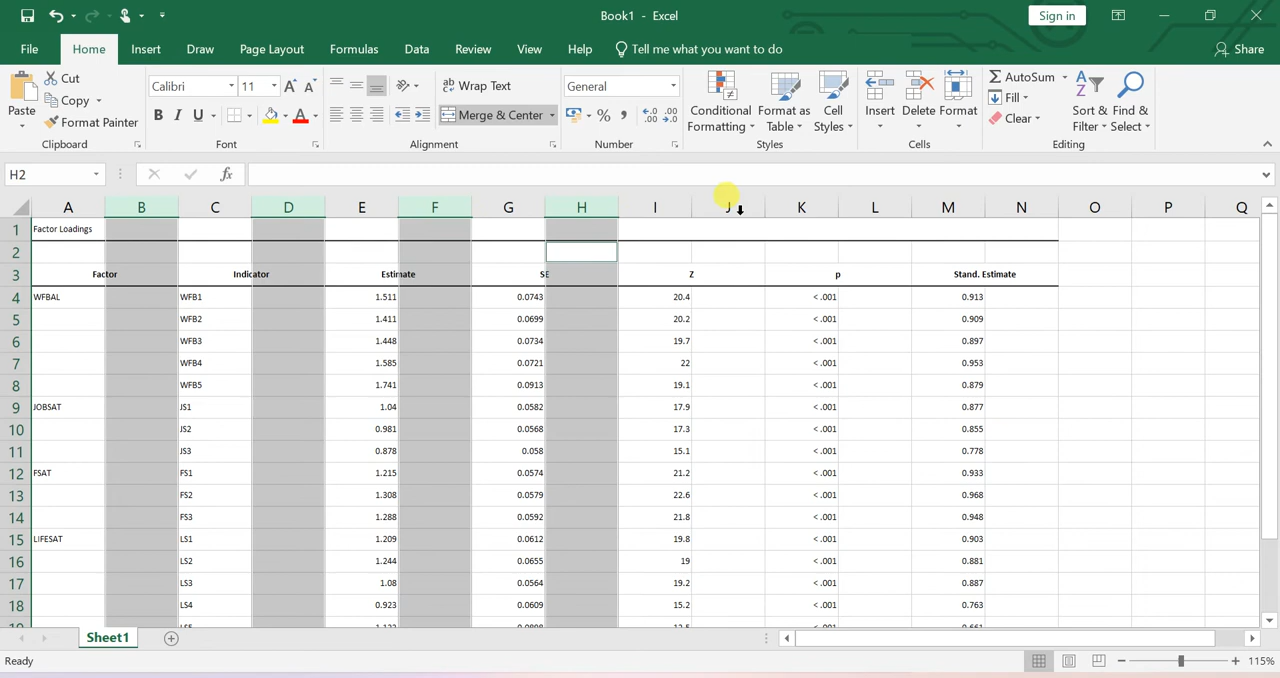 Book1 - Excel
Sign in
File Home Insert Draw Page Layout Formulas Data Review View Help Tell me what you want to do Share
Paste
Cut
Copy
Format Painter
Clipboard
Calibri 11
B I U
Font
Wrap Text
Merge & Center
Alignment
General
Number
Conditional Formatting
Format as Table
Cell Styles
Styles
Insert Delete Format
Cells
AutoSum
Fill
Clear
Sort & Filter
Find & Select
Editing
H2
fx
A B C D E F G H I J K L M N O P Q
1 Factor Loadings
2
3 Factor Indicator Estimate SE Z p Stand. Estimate
4 WFBAL WFB1 1.511 0.0743 20.4 < .001 0.913
5 WFB2 1.411 0.0699 20.2 < .001 0.909
6 WFB3 1.448 0.0734 19.7 < .001 0.897
7 WFB4 1.585 0.0721 22 < .001 0.953
8 WFB5 1.741 0.0913 19.1 < .001 0.879
9 JOBSAT JS1 1.04 0.0582 17.9 < .001 0.877
10 JS2 0.981 0.0568 17.3 < .001 0.855
11 JS3 0.878 0.058 15.1 < .001 0.778
12 FSAT FS1 1.215 0.0574 21.2 < .001 0.933
13 FS2 1.308 0.0579 22.6 < .001 0.968
14 FS3 1.288 0.0592 21.8 < .001 0.948
15 LIFESAT LS1 1.209 0.0612 19.8 < .001 0.903
16 LS2 1.244 0.0655 19 < .001 0.881
17 LS3 1.08 0.0564 19.2 < .001 0.887
18 LS4 0.923 0.0609 15.2 < .001 0.763
Sheet1
Ready
115%